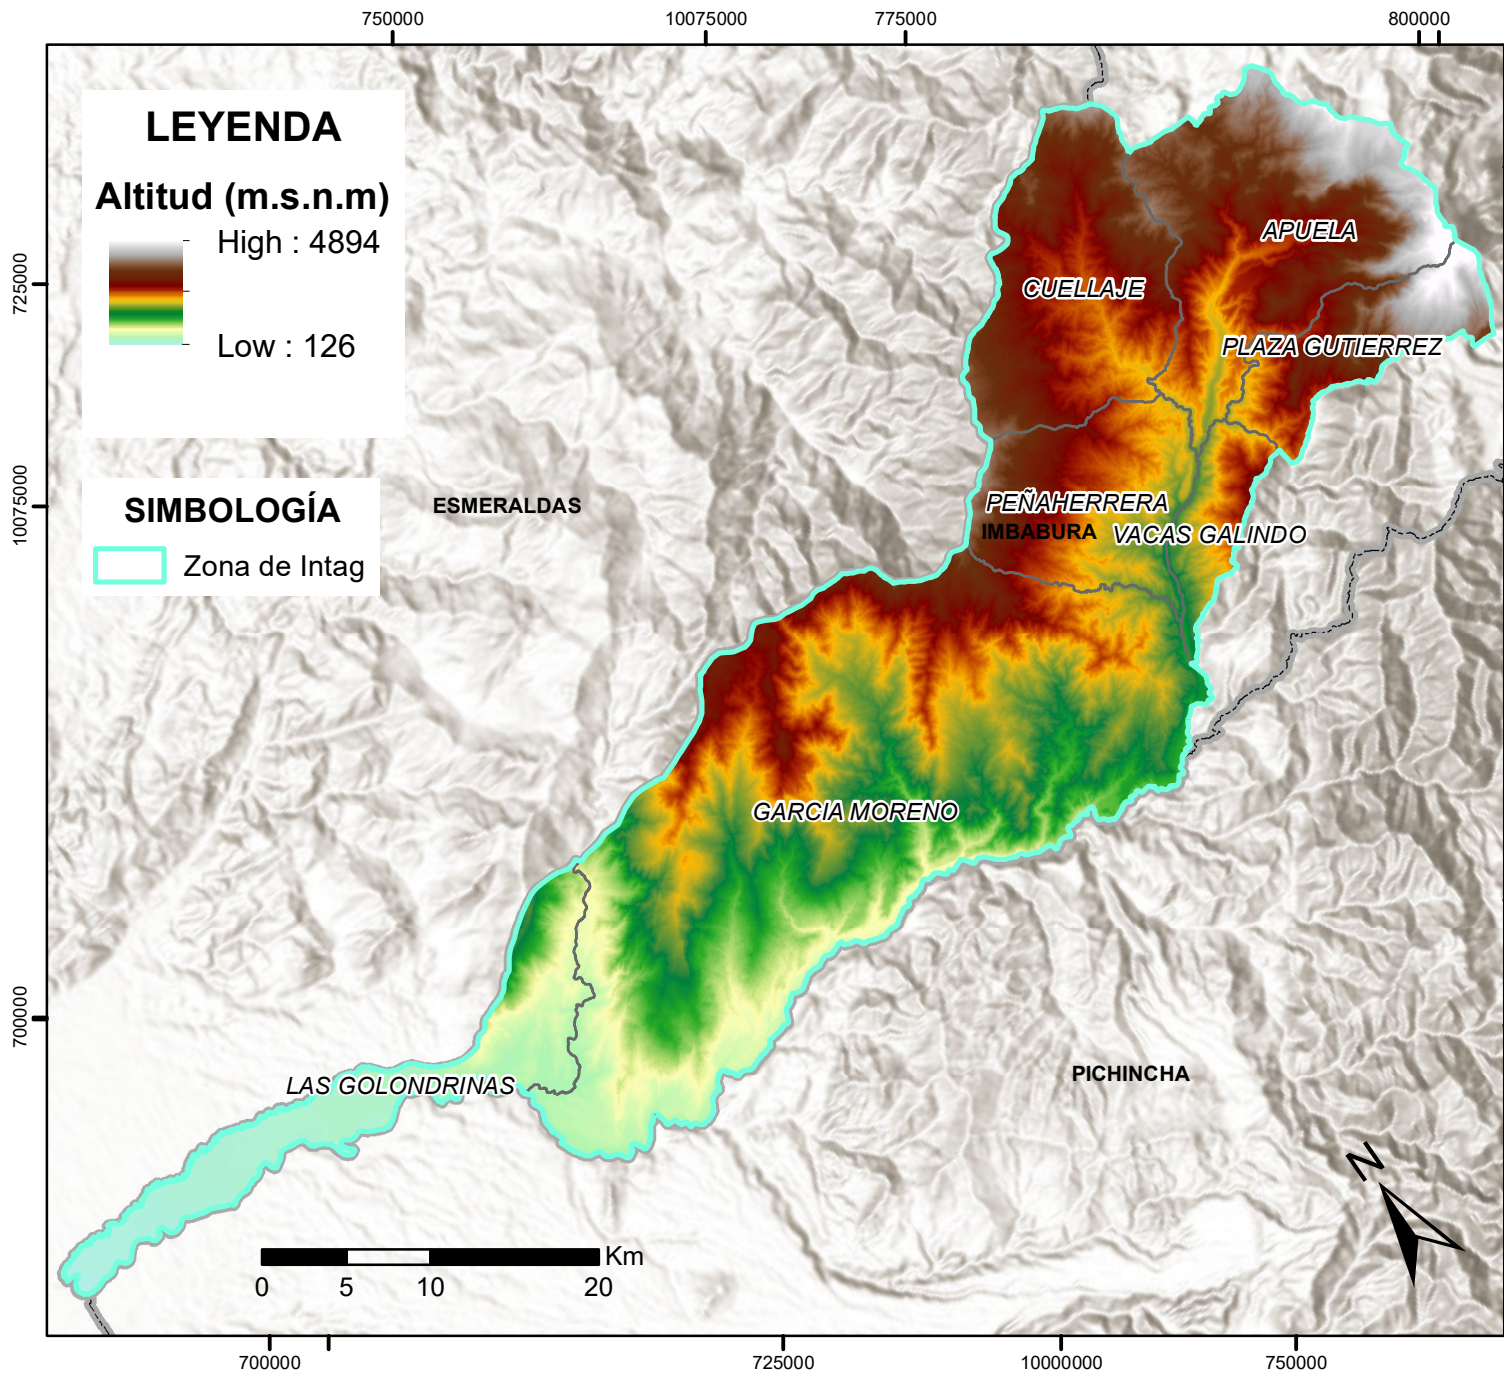 750000
10075000
775000
800000
LEYENDA
Altitud (m.s.n.m)
High : 4894
Low : 126
SIMBOLOGÍA
Zona de Intag
725000
10075000
700000
APUELA
CUELLAJE
PLAZA GUTIERREZ
ESMERALDAS
PEÑAHERRERA
IMBABURA
VACAS GALINDO
GARCIA MORENO
PICHINCHA
LAS GOLONDRINAS
N
Km
0
5
10
20
700000
725000
10000000
750000